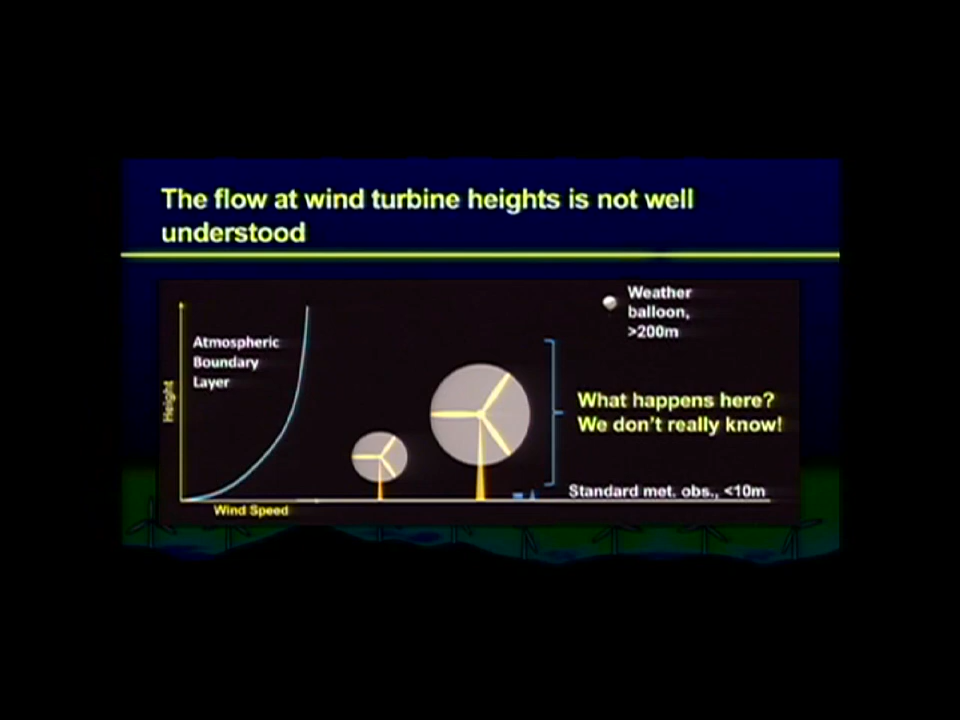 The flow at wind turbine heights is not well
understood
Weather
balloon,
>200m
Atmospheric
Boundary
Layer
Height
What happens here?
We don't really know!
Standard met. obs., <10m
Wind Speed